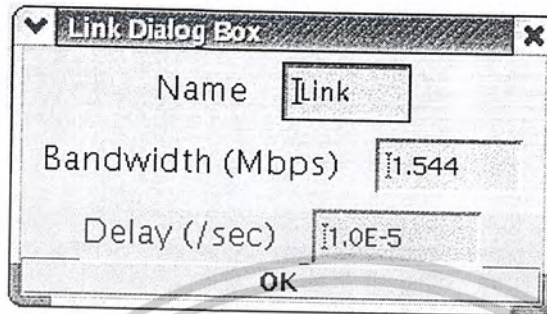 Link Dialog Box
Name Link
Bandwidth (Mbps) 1.544
Delay (/sec) 1.0E-5
OK